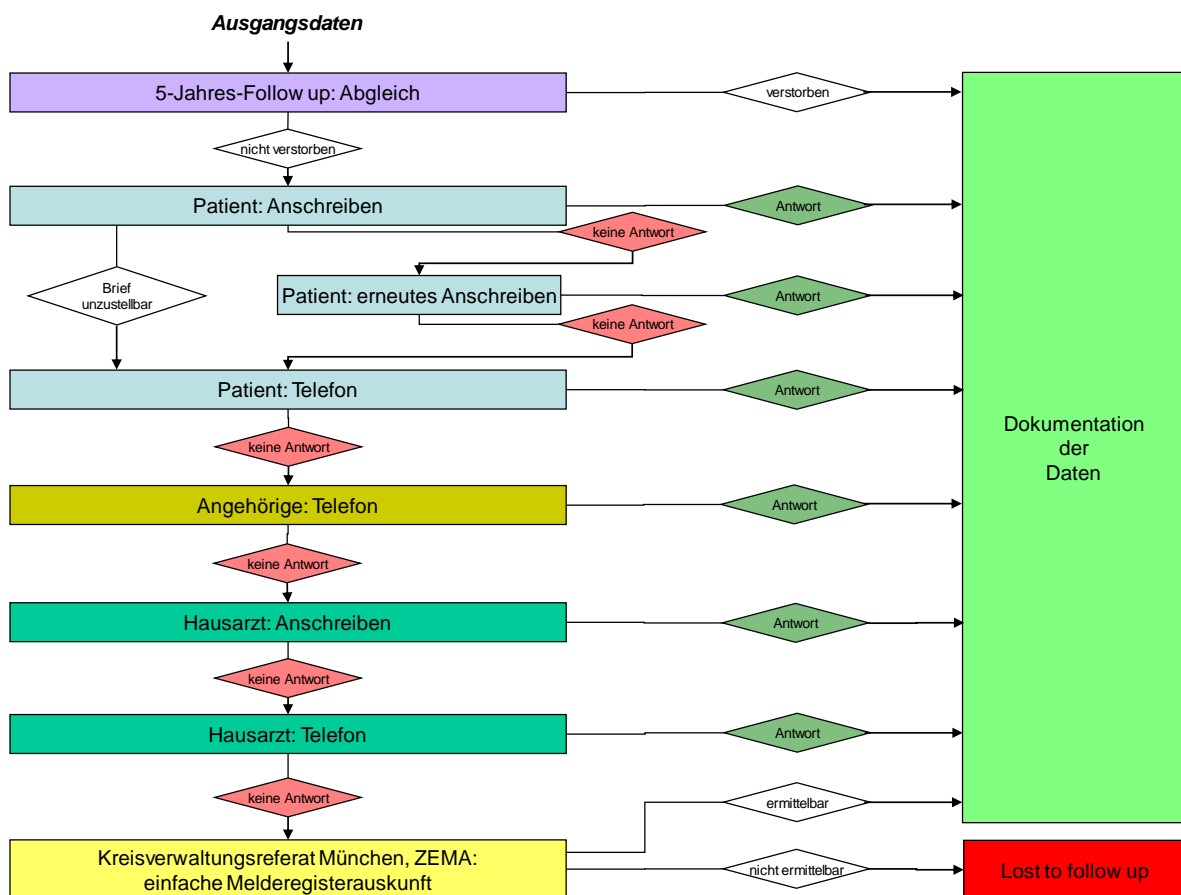 Ausgangsdaten
5-Jahres-Follow up: Abgleich
verstorben
nicht verstorben
Patient: Anschreiben
Antwort
keine Antwort
Brief
unzustellbar
Patient: erneutes Anschreiben
Antwort
keine Antwort
Patient: Telefon
Antwort
keine Antwort
Dokumentation
der
Daten
Angehörige: Telefon
Antwort
keine Antwort
Hausarzt: Anschreiben
Antwort
keine Antwort
Hausarzt: Telefon
Antwort
keine Antwort
ermittelbar
Kreisverwaltungsreferat München, ZEMA:
einfache Melderegisterauskunft
nicht ermittelbar
Lost to follow up